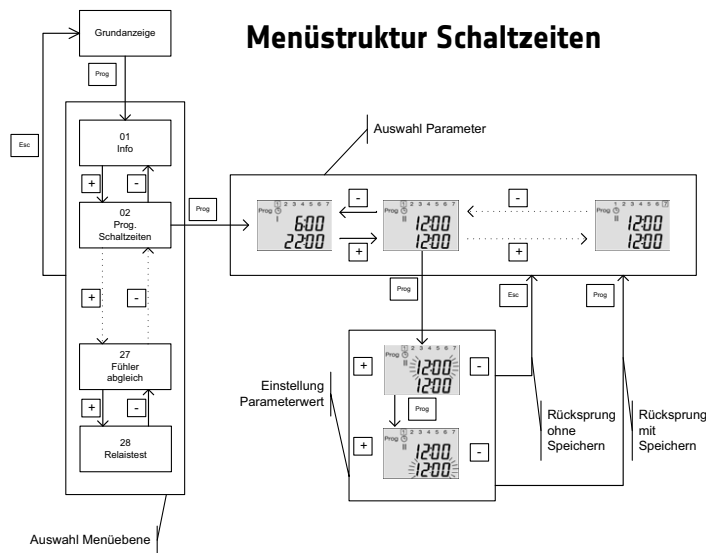 Menüstruktur Schaltzeiten
Grundanzeige
Prog
Esc
01
Info
+
-
02
Prog.
Schaltzeiten
Prog
+
-
27
Fühler
abgleich
+
-
28
Relaistest
Auswahl Menüebene
Auswahl Parameter
1 2 3 4 5 6 7
Prog
I
6:00
22:00
-
+
1 2 3 4 5 6 7
Prog
II
12:00
12:00
-
+
1 2 3 4 5 6 7
Prog
II
12:00
12:00
Prog
Esc
Prog
Einstellung
Parameterwert
+
1 2 3 4 5 6 7
Prog
II
12:00
12:00
-
Prog
+
1 2 3 4 5 6 7
Prog
II
12:00
12:00
-
Rücksprung
ohne
Speichern
Rücksprung
mit
Speichern